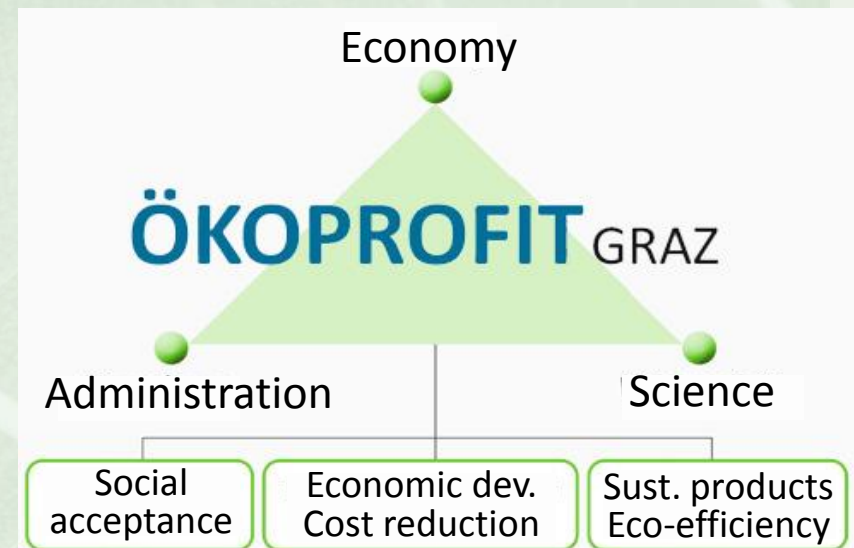 Economy
ÖKOPROFIT GRAZ
Administration
Science
Social
acceptance
Economic dev.
Cost reduction
Sust. products
Eco-efficiency